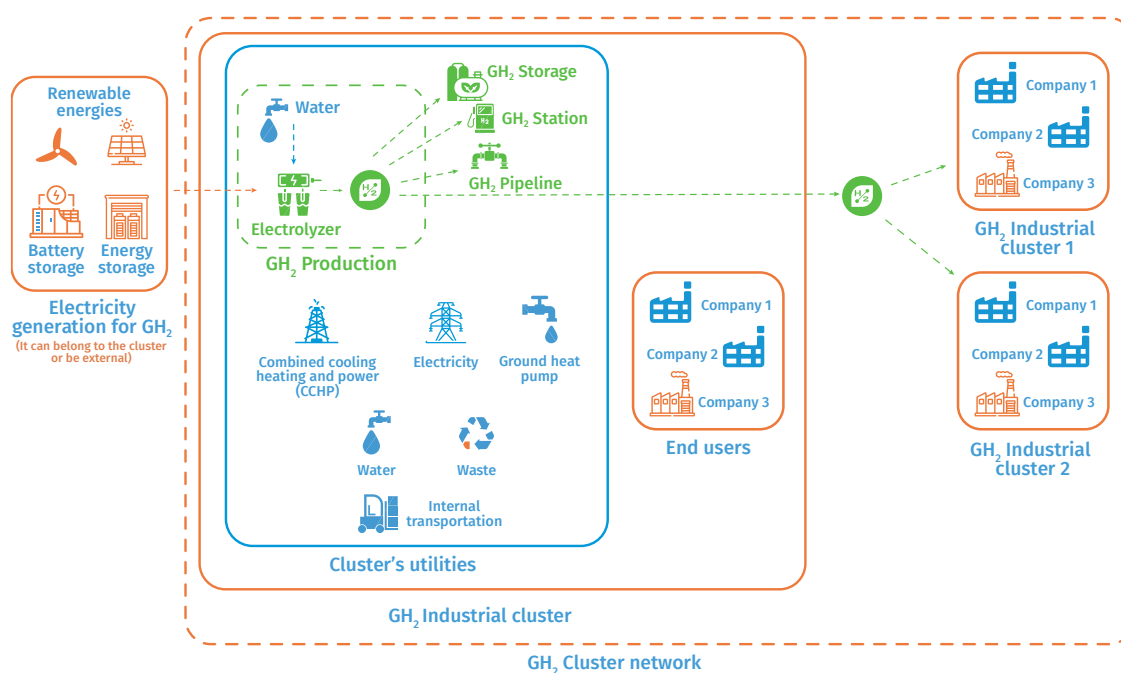 Renewable
energies
Battery
storage
Energy
storage
Electricity
generation for GH₂
(It can belong to the cluster
or be external)
Water
Electrolyzer
H₂
GH₂ Production
GH₂ Storage
H2
GH₂ Station
GH₂ Pipeline
Combined cooling
heating and power
(CCHP)
Electricity
Ground heat
pump
Water
Waste
Internal
transportation
Cluster's utilities
Company 1
Company 2
Company 3
End users
GH₂ Industrial cluster
H₂
Company 1
Company 2
Company 3
GH₂ Industrial
cluster 1
Company 1
Company 2
Company 3
GH₂ Industrial
cluster 2
GH₂ Cluster network